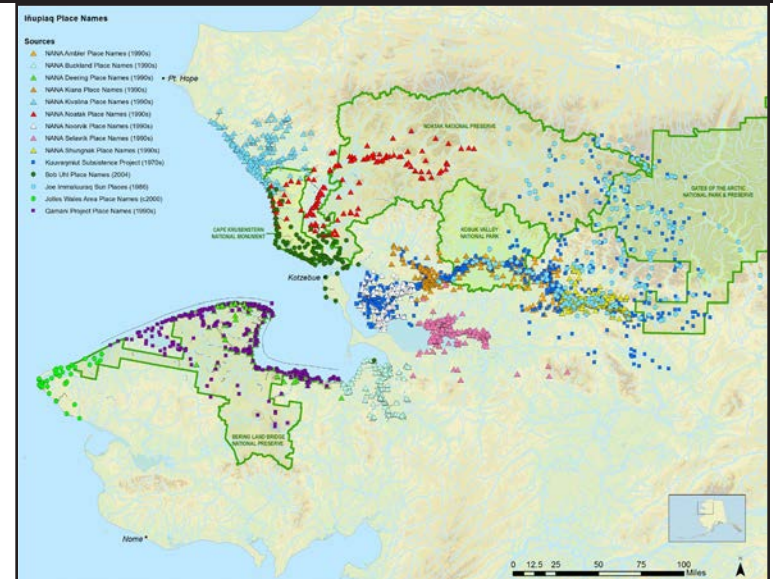 Iñupiaq Place Names
Sources
NANA Ambler Place Names (1990s)
NANA Buckland Place Names (1990s)
NANA Deering Place Names (1990s)
NANA Kiana Place Names (1990s)
NANA Kivalina Place Names (1990s)
NANA Noatak Place Names (1990s)
NANA Noorvik Place Names (1990s)
NANA Selawik Place Names (1990s)
NANA Shungnak Place Names (1990s)
Kuuvaŋmiut Subsistence Project (1970s)
Bob Uhl Place Names (2004)
Joe Immaluuraq Sun Places (1986)
Jolles Wales Area Place Names (c2000)
Qamani Project Place Names (1990s)
Pt. Hope
NOATAK NATIONAL PRESERVE
GATES OF THE ARCTIC
NATIONAL PARK & PRESERVE
CAPE KRUSENSTERN
NATIONAL MONUMENT
KOBUK VALLEY
NATIONAL PARK
Kotzebue
BERING LAND BRIDGE
NATIONAL PRESERVE
Nome
0 12.5 25 50 75 100
Miles